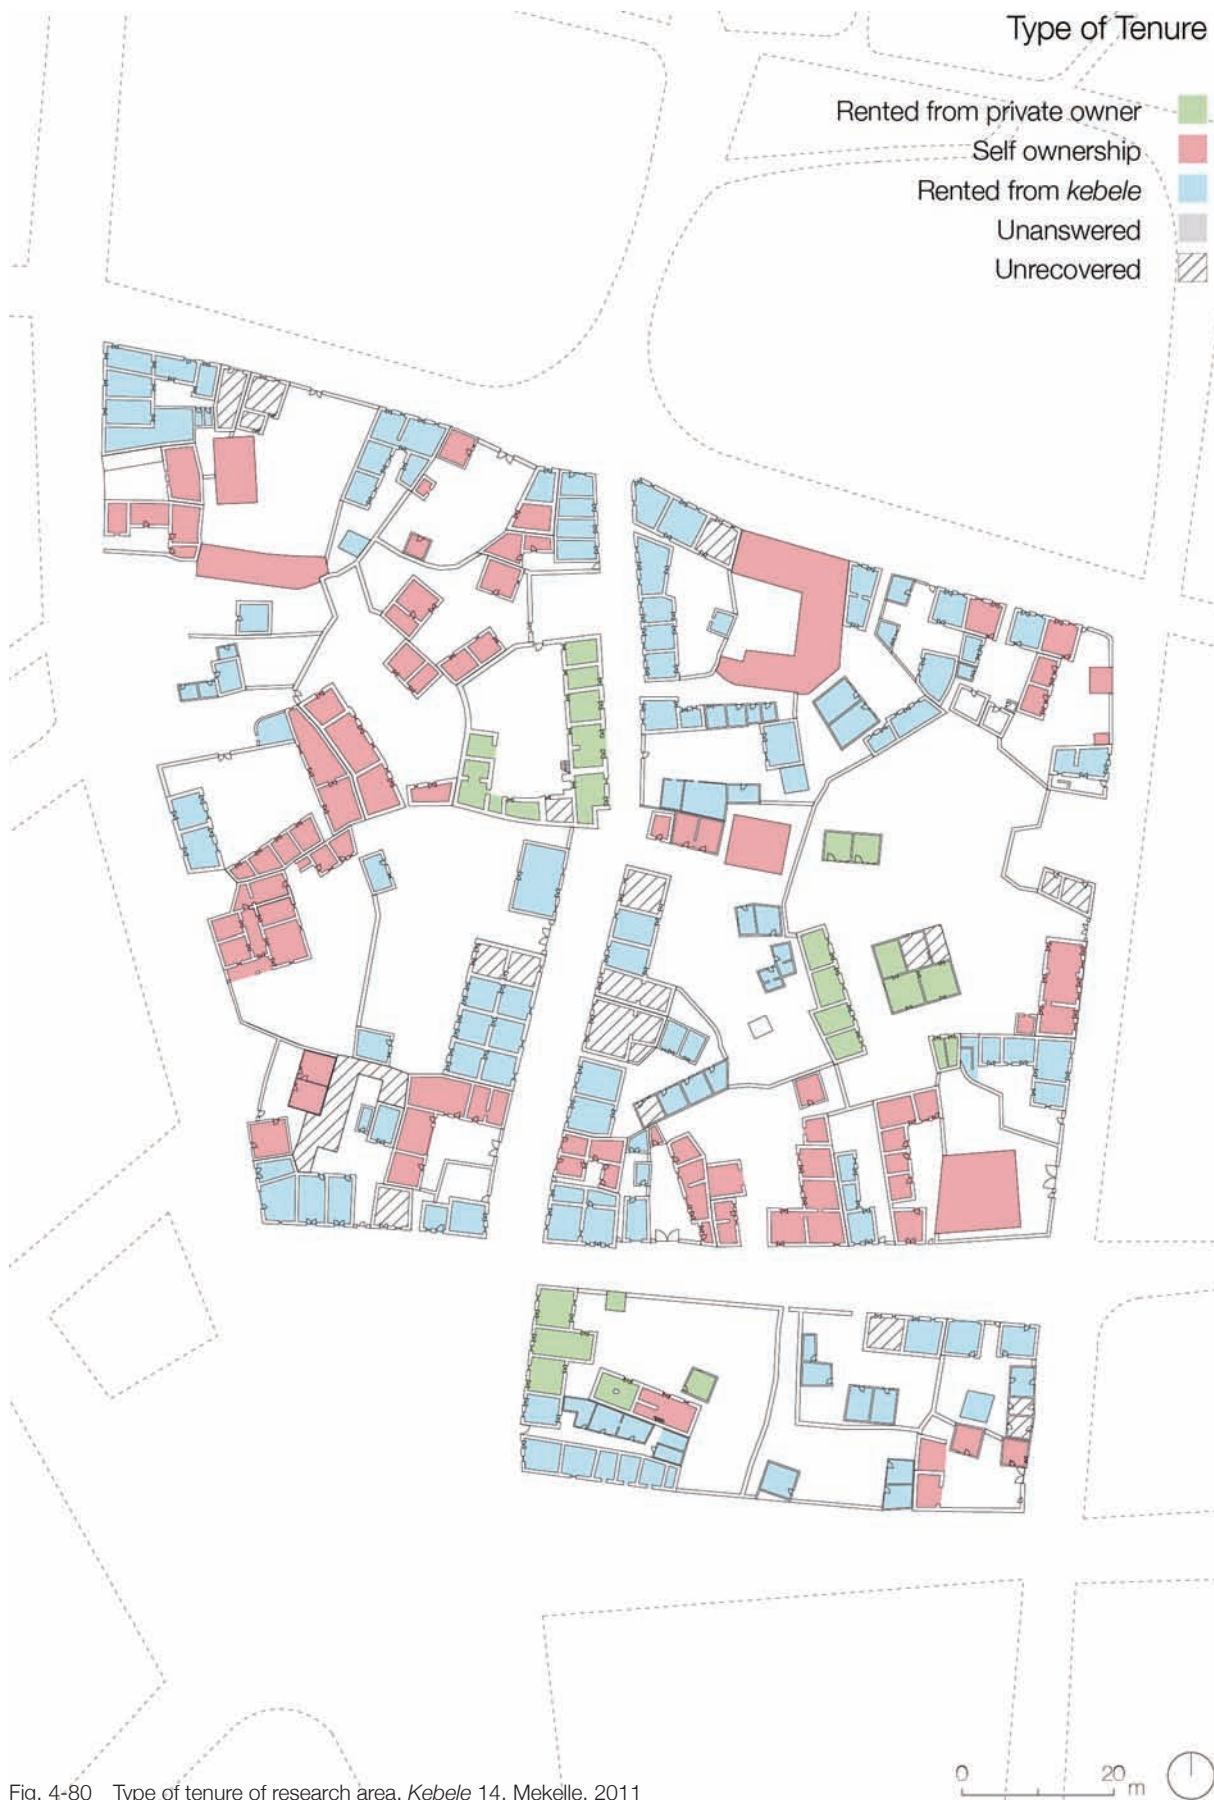 Type of Tenure
Rented from private owner
Self ownership
Rented from kebele
Unanswered
Unrecovered
0 20 m
Fig. 4-80 Type of tenure of research area, Kebele 14, Mekelle, 2011